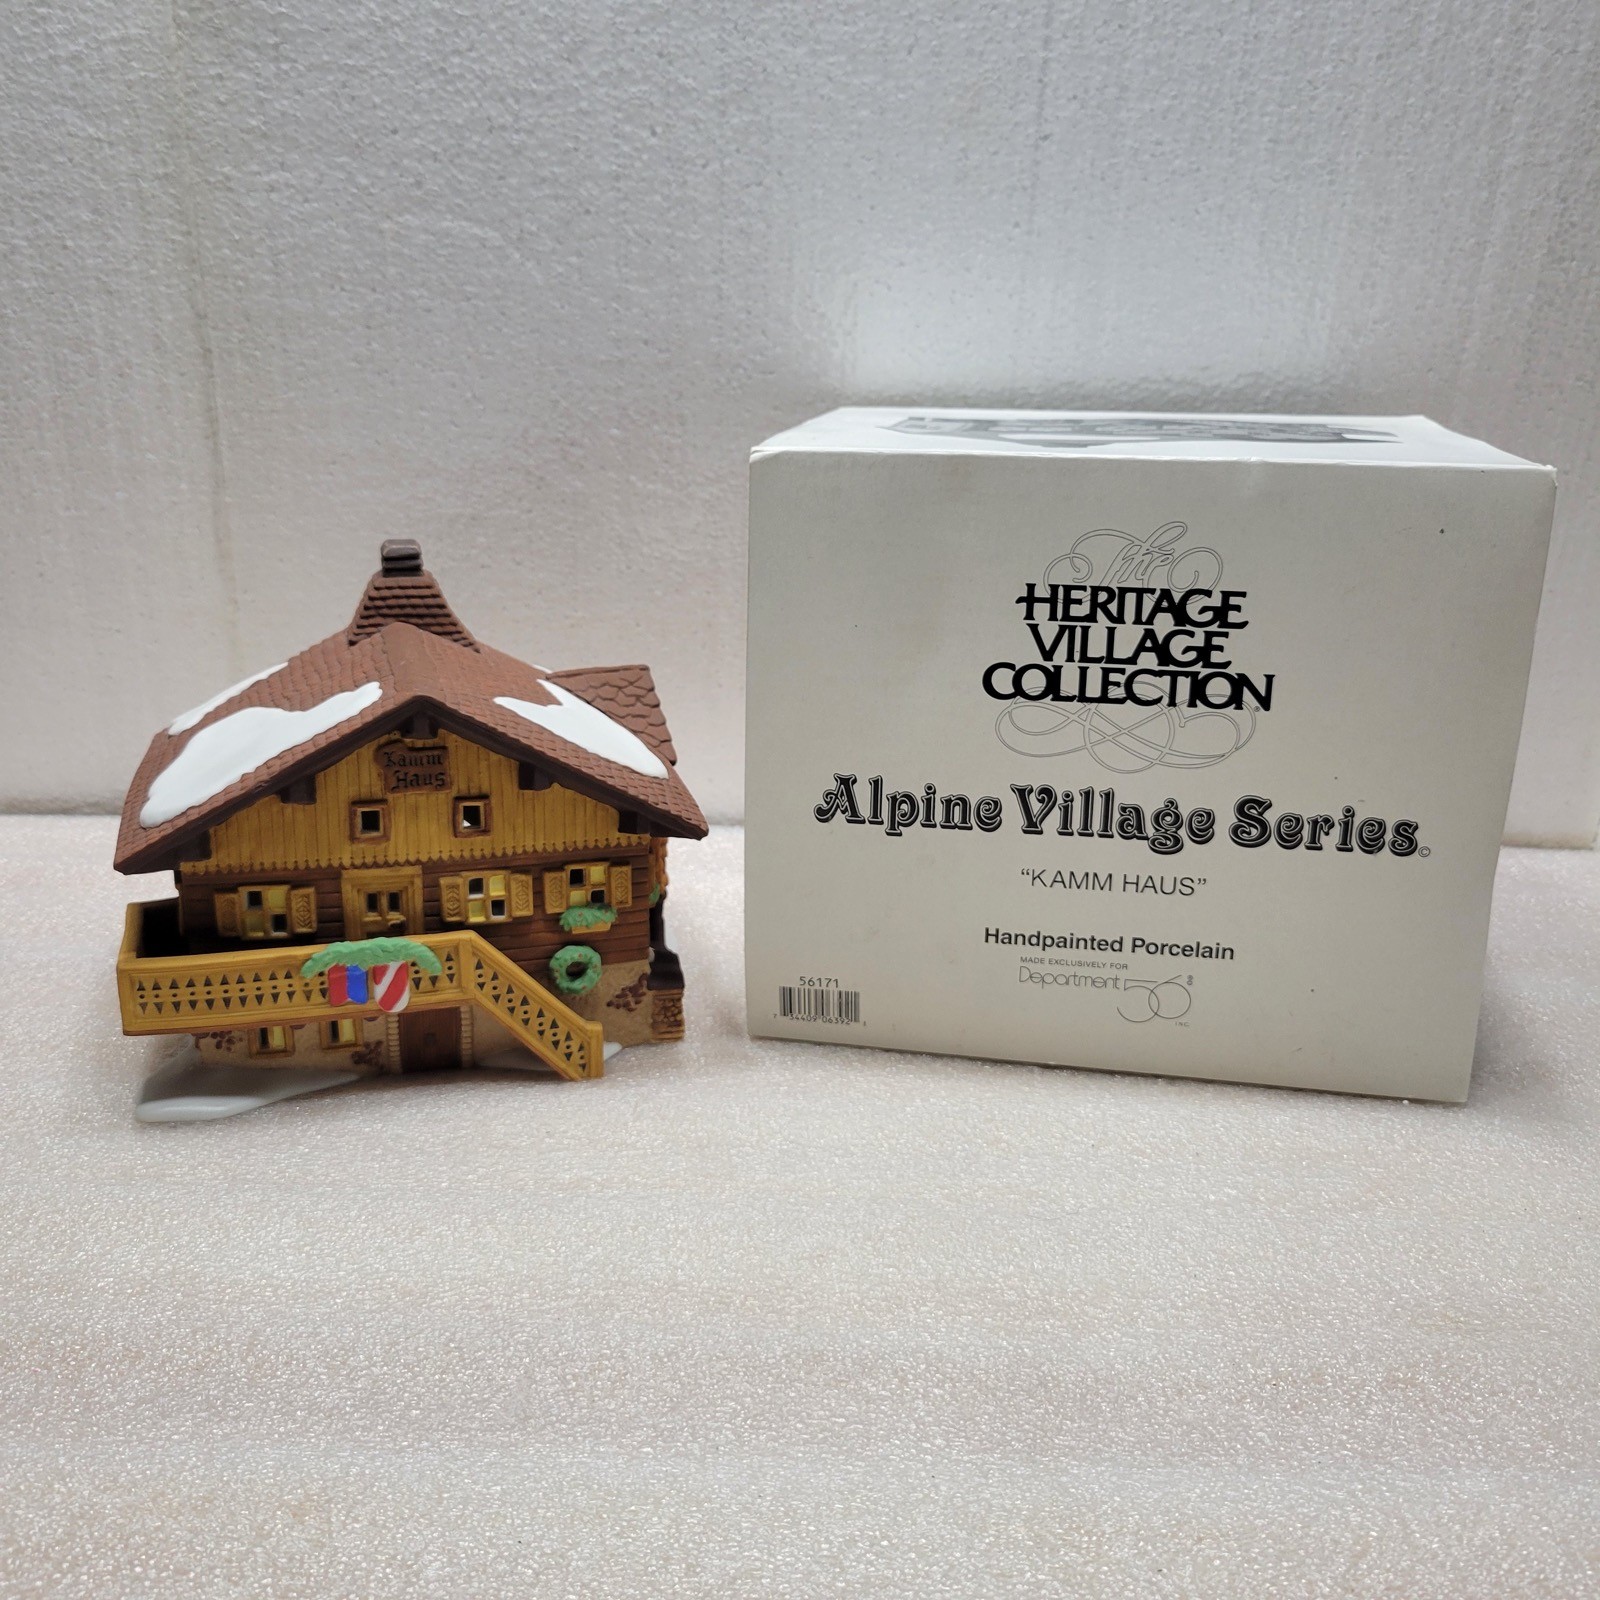 Kamm
Haus
The
HERITAGE
VILLAGE
COLLECTION®
Alpine Village Series©
"KAMM HAUS"
Handpainted Porcelain
MADE EXCLUSIVELY FOR
Department 56®
INC.
56171